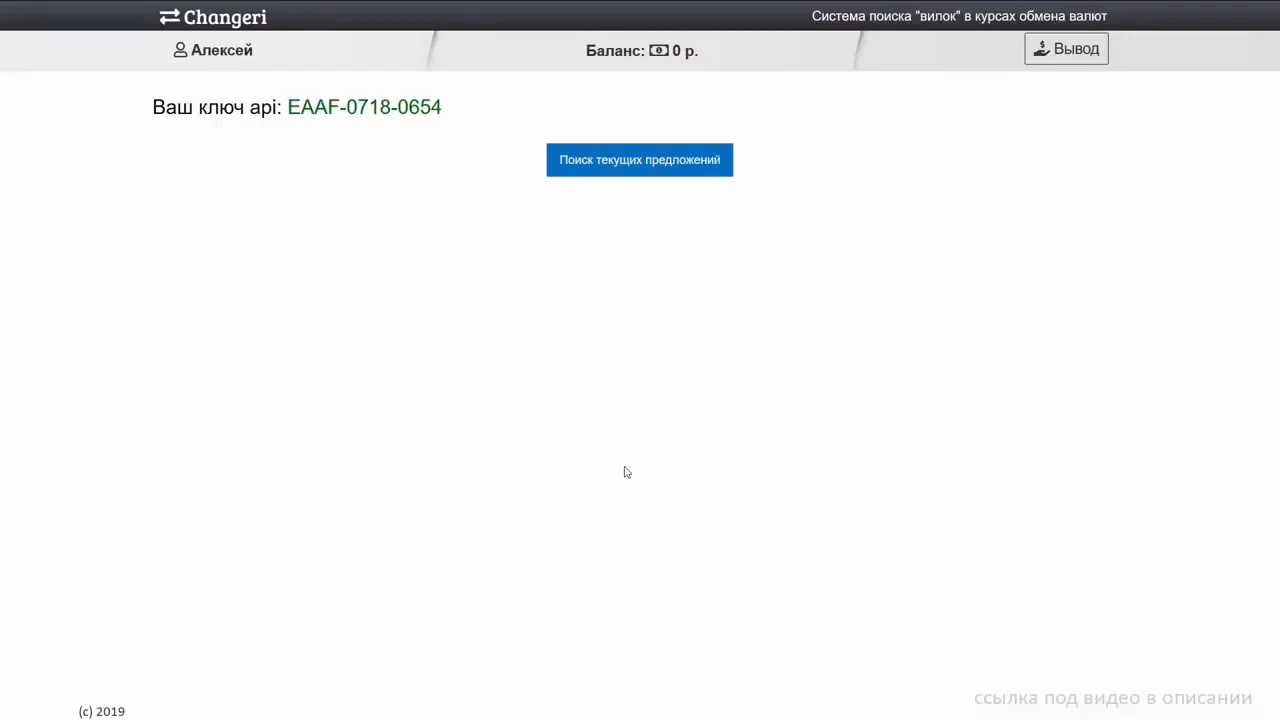 Changeri
Система поиска "вилок" в курсах обмена валют
Алексей
Баланс: 0 р.
Вывод
Ваш ключ api: EAAF-0718-0654
Поиск текущих предложений
ссылка под видео в описании
(c) 2019